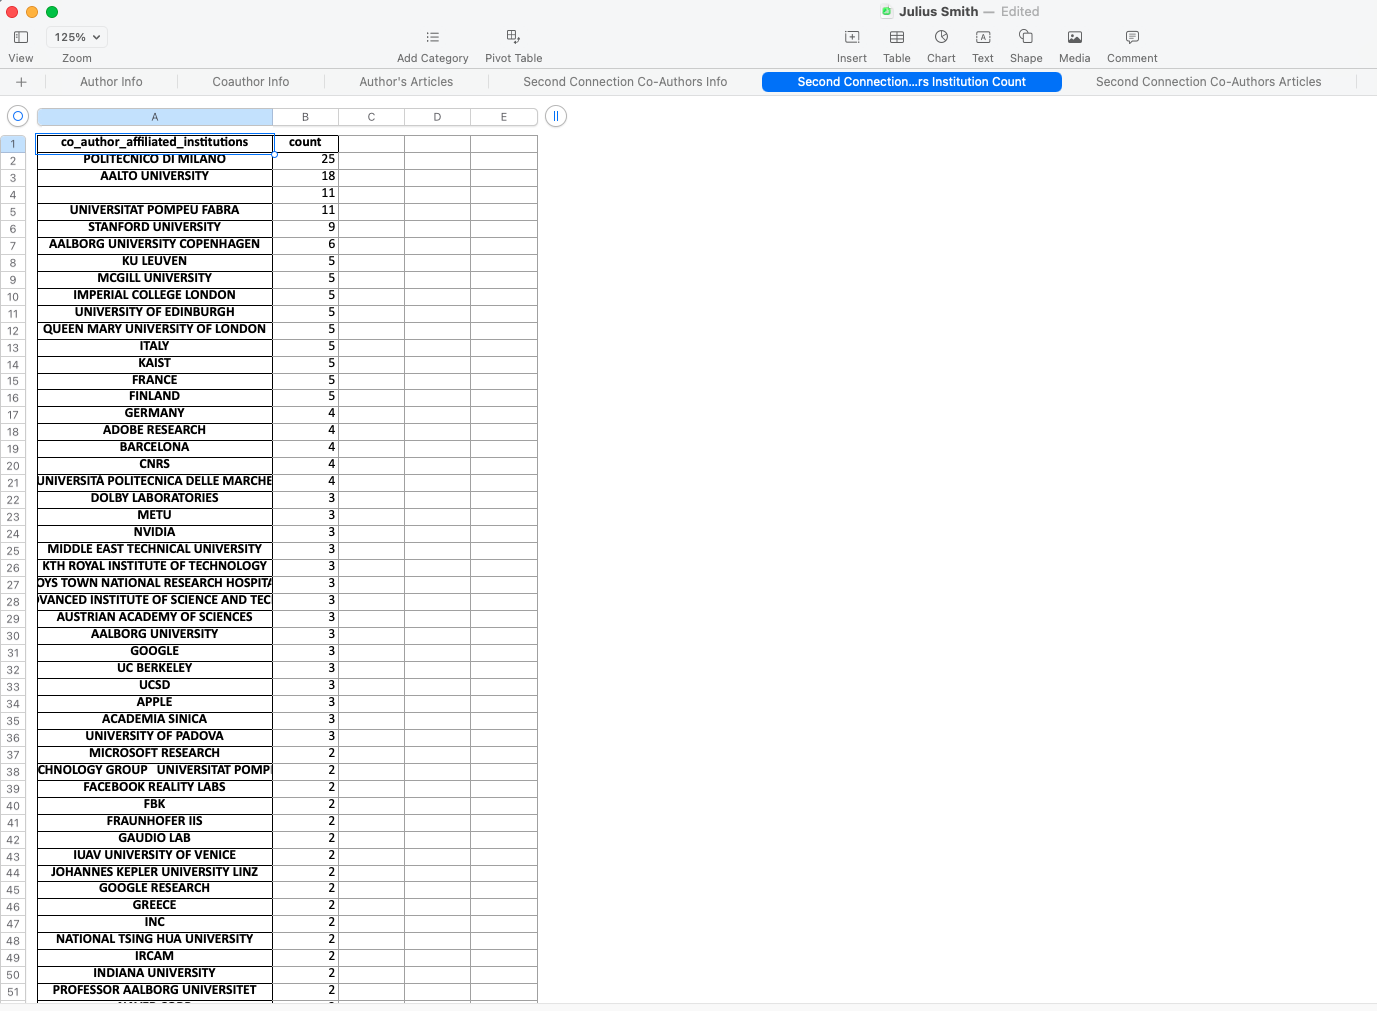 Julius Smith — Edited
125%
View Zoom Add Category Pivot Table Insert Table Chart Text Shape Media Comment
+ Author Info Coauthor Info Author's Articles Second Connection Co-Authors Info Second Connection...rs Institution Count Second Connection Co-Authors Articles
A B C D E
1 co_author_affiliated_institutions count
2 POLITECNICO DI MILANO 25
3 AALTO UNIVERSITY 18
4 11
5 UNIVERSITAT POMPEU FABRA 11
6 STANFORD UNIVERSITY 9
7 AALBORG UNIVERSITY COPENHAGEN 6
8 KU LEUVEN 5
9 MCGILL UNIVERSITY 5
10 IMPERIAL COLLEGE LONDON 5
11 UNIVERSITY OF EDINBURGH 5
12 QUEEN MARY UNIVERSITY OF LONDON 5
13 ITALY 5
14 KAIST 5
15 FRANCE 5
16 FINLAND 5
17 GERMANY 4
18 ADOBE RESEARCH 4
19 BARCELONA 4
20 CNRS 4
21 UNIVERSITÀ POLITECNICA DELLE MARCHE 4
22 DOLBY LABORATORIES 3
23 METU 3
24 NVIDIA 3
25 MIDDLE EAST TECHNICAL UNIVERSITY 3
26 KTH ROYAL INSTITUTE OF TECHNOLOGY 3
27 OYS TOWN NATIONAL RESEARCH HOSPITA 3
28 VANCED INSTITUTE OF SCIENCE AND TEC 3
29 AUSTRIAN ACADEMY OF SCIENCES 3
30 AALBORG UNIVERSITY 3
31 GOOGLE 3
32 UC BERKELEY 3
33 UCSD 3
34 APPLE 3
35 ACADEMIA SINICA 3
36 UNIVERSITY OF PADOVA 3
37 MICROSOFT RESEARCH 2
38 CHNOLOGY GROUP UNIVERSITAT POMP 2
39 FACEBOOK REALITY LABS 2
40 FBK 2
41 FRAUNHOFER IIS 2
42 GAUDIO LAB 2
43 IUAV UNIVERSITY OF VENICE 2
44 JOHANNES KEPLER UNIVERSITY LINZ 2
45 GOOGLE RESEARCH 2
46 GREECE 2
47 INC 2
48 NATIONAL TSING HUA UNIVERSITY 2
49 IRCAM 2
50 INDIANA UNIVERSITY 2
51 PROFESSOR AALBORG UNIVERSITET 2